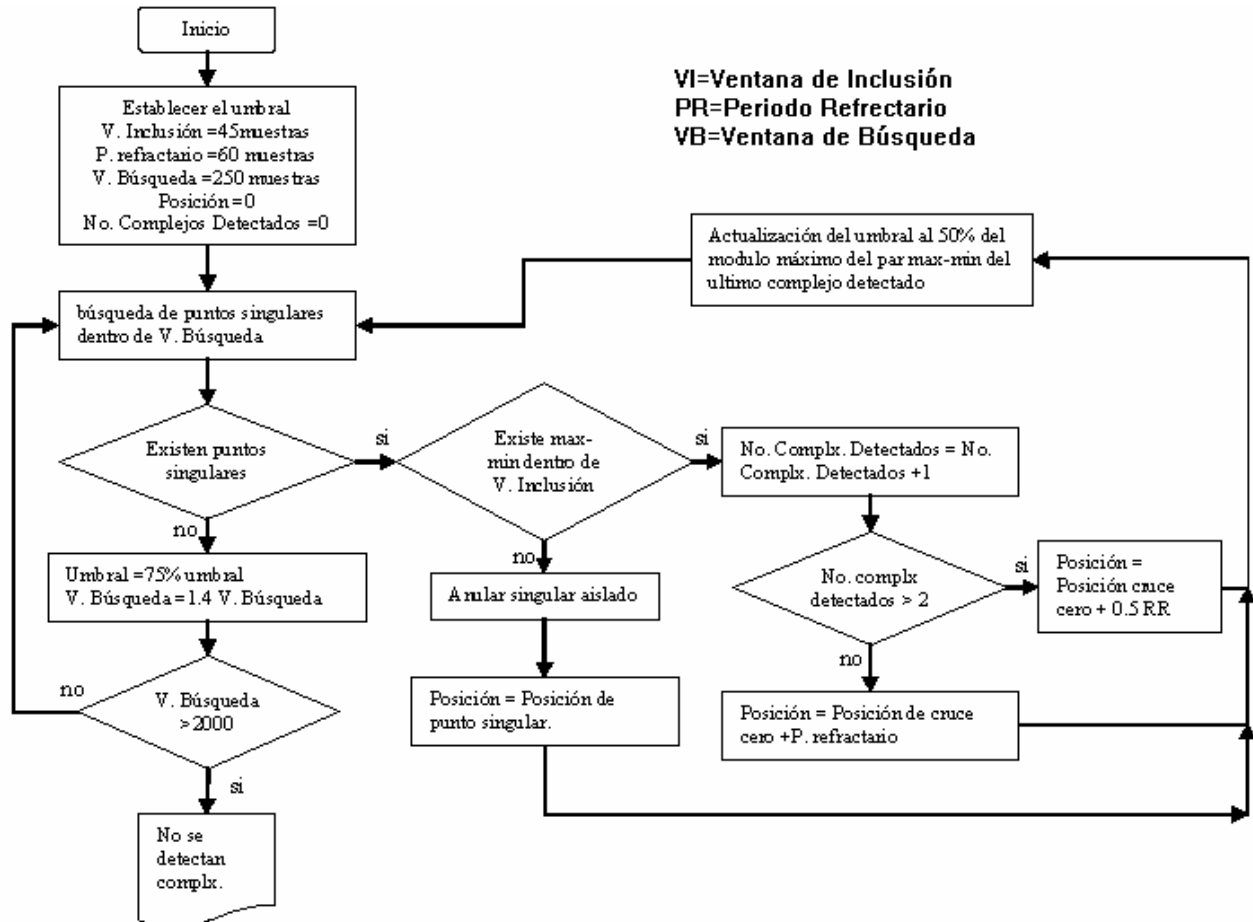 Inicio
VI=Ventana de Inclusión
PR=Periodo Refrectario
VB=Ventana de Búsqueda
Establecer el umbral
V. Inclusión =45muestras
P. refractario =60 muestras
V. Búsqueda =250 muestras
Posición =0
No. Complejos Detectados =0
Actualización del umbral al 50% del
modulo máximo del par max-min del
ultimo complejo detectado
búsqueda de puntos singulares
dentro de V. Búsqueda
Existen puntos
singulares
si
Existe max-
min dentro de
V. Inclusión
si
No. Complx. Detectados = No.
Complx. Detectados +1
no
Umbral =75% umbral
V. Búsqueda =1.4 V. Búsqueda
no
Anular singular aislado
No. complx
detectados > 2
si
Posición =
Posición cruce
cero + 0.5 RR
no
V. Búsqueda
>2000
no
Posición = Posición de
punto singular.
Posición = Posición de cruce
cero +P. refractario
si
No se
detectan
complx.